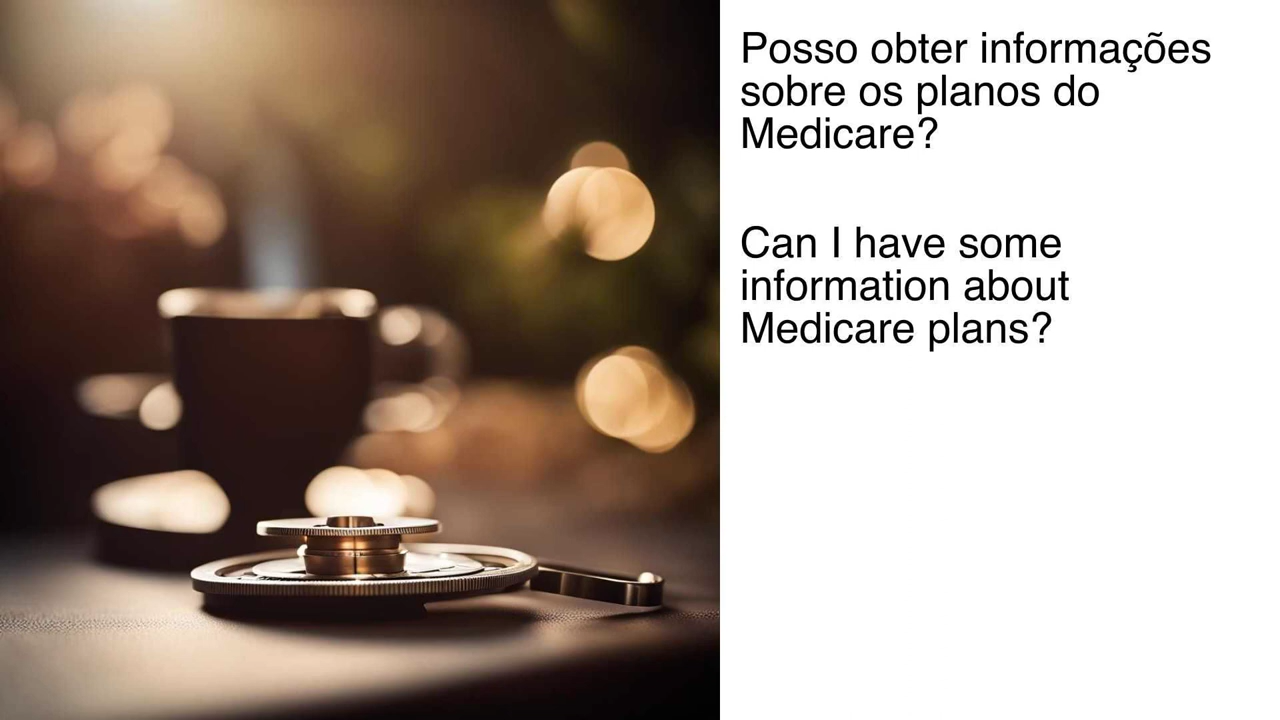 Posso obter informações
sobre os planos do
Medicare?
Can I have some
information about
Medicare plans?